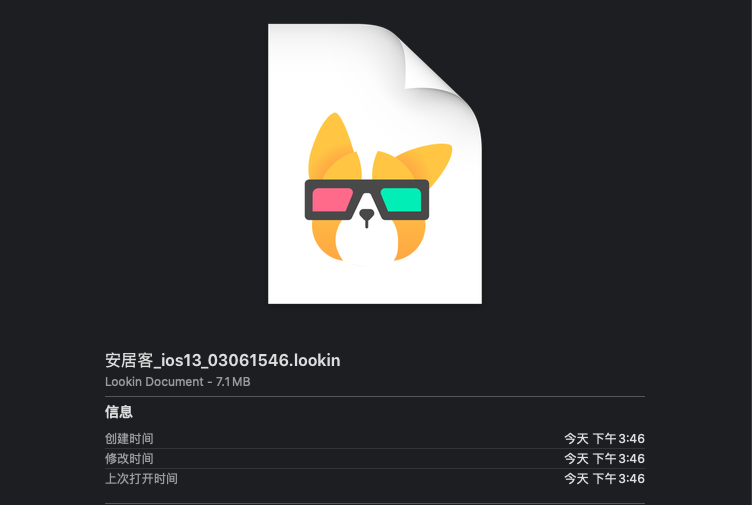 安居客_ios13_03061546.lookin
Lookin Document - 7.1 MB
信息
创建时间 今天 下午 3:46
修改时间 今天 下午 3:46
上次打开时间 今天 下午 3:46